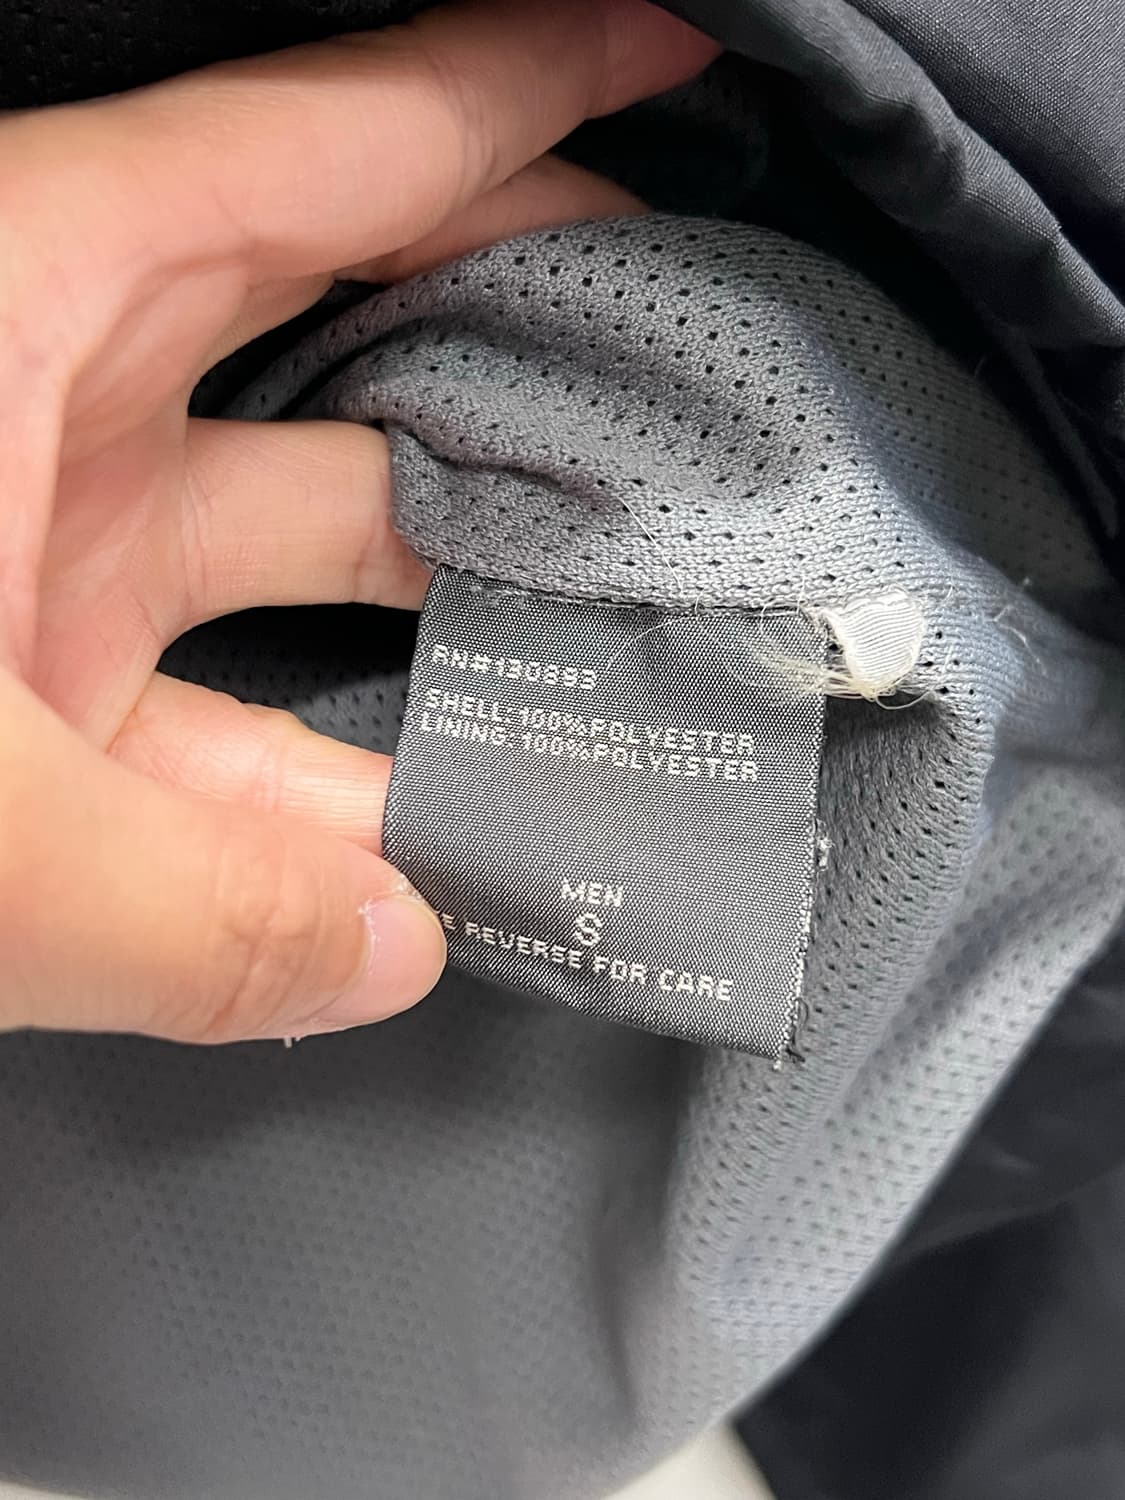 RN#130893
SHELL 100%POLYESTER
LINING 100%POLYESTER
MEN
S
E REVERSE FOR CARE